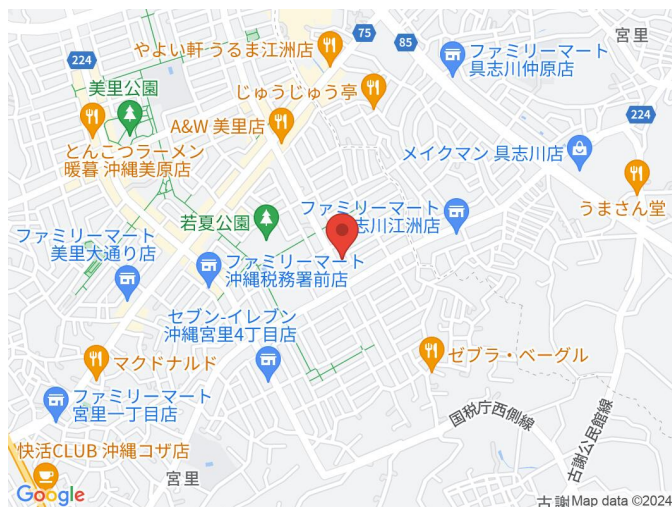 やよい軒 うるま江洲店
75
85
ファミリーマート
具志川仲原店
宮里
224
美里公園
じゅうじゅう亭
A&W 美里店
224
とんこつラーメン
暖暮 沖縄美原店
メイクマン 具志川店
うまさん堂
若夏公園
ファミリーマート
志川江洲店
ファミリーマート
美里大通り店
ファミリーマート
沖縄税務署前店
セブン-イレブン
沖縄宮里4丁目店
マクドナルド
ゼブラ・ベーグル
ファミリーマート
宮里一丁目店
国税庁西側線
古謝公民館線
快活CLUB 沖縄コザ店
宮里
Google
古謝
Map data ©2024